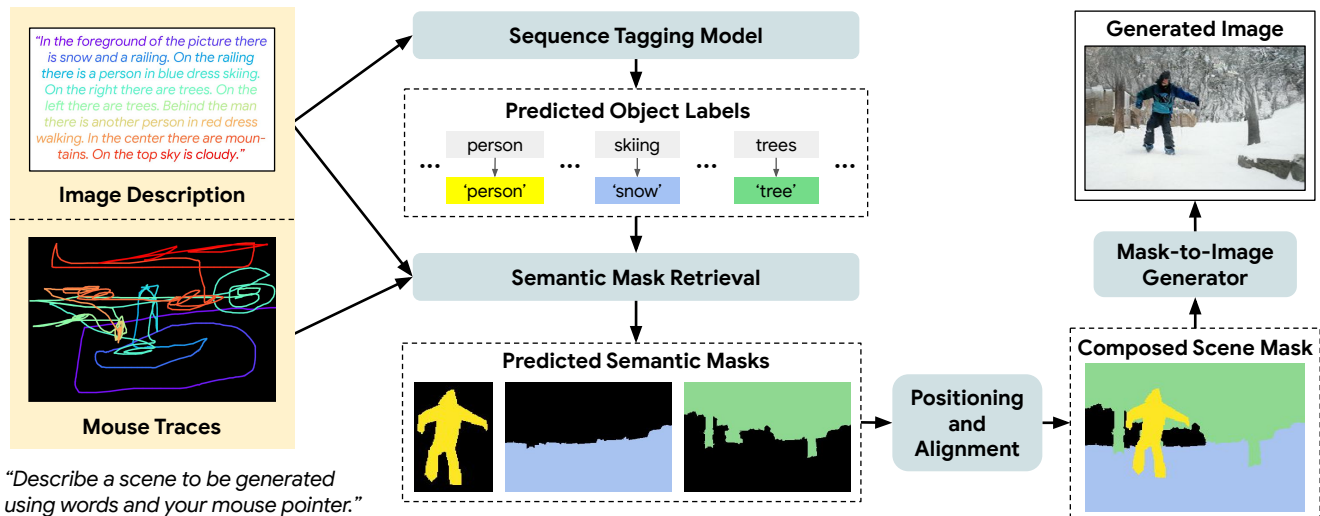 “In the foreground of the picture there
is snow and a railing. On the railing
there is a person in blue dress skiing.
On the right there are trees. On the
left there are trees. Behind the man
there is another person in red dress
walking. In the center there are moun-
tains. On the top sky is cloudy.”
Image Description
Mouse Traces
“Describe a scene to be generated
using words and your mouse pointer.”
Sequence Tagging Model
Predicted Object Labels
... person ... skiing ... trees ...
‘person’ ‘snow’ ‘tree’
Semantic Mask Retrieval
Predicted Semantic Masks
Positioning
and
Alignment
Composed Scene Mask
Mask-to-Image
Generator
Generated Image